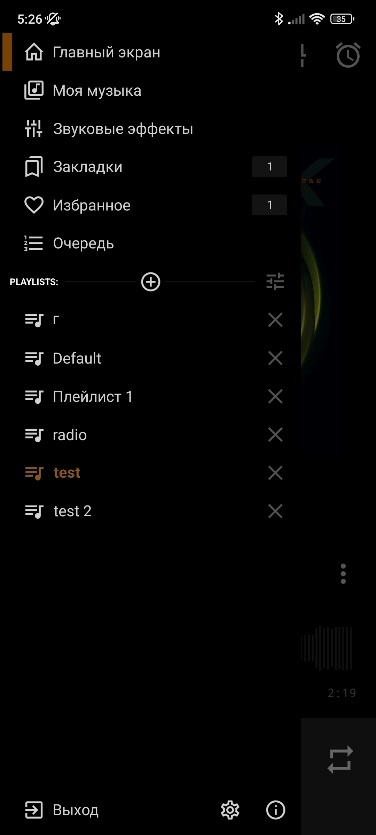 5:26
35
Главный экран
Моя музыка
Звуковые эффекты
Закладки 1
Избранное 1
Очередь
PLAYLISTS:
г
Default
Плейлист 1
radio
test
test 2
2:19
Выход